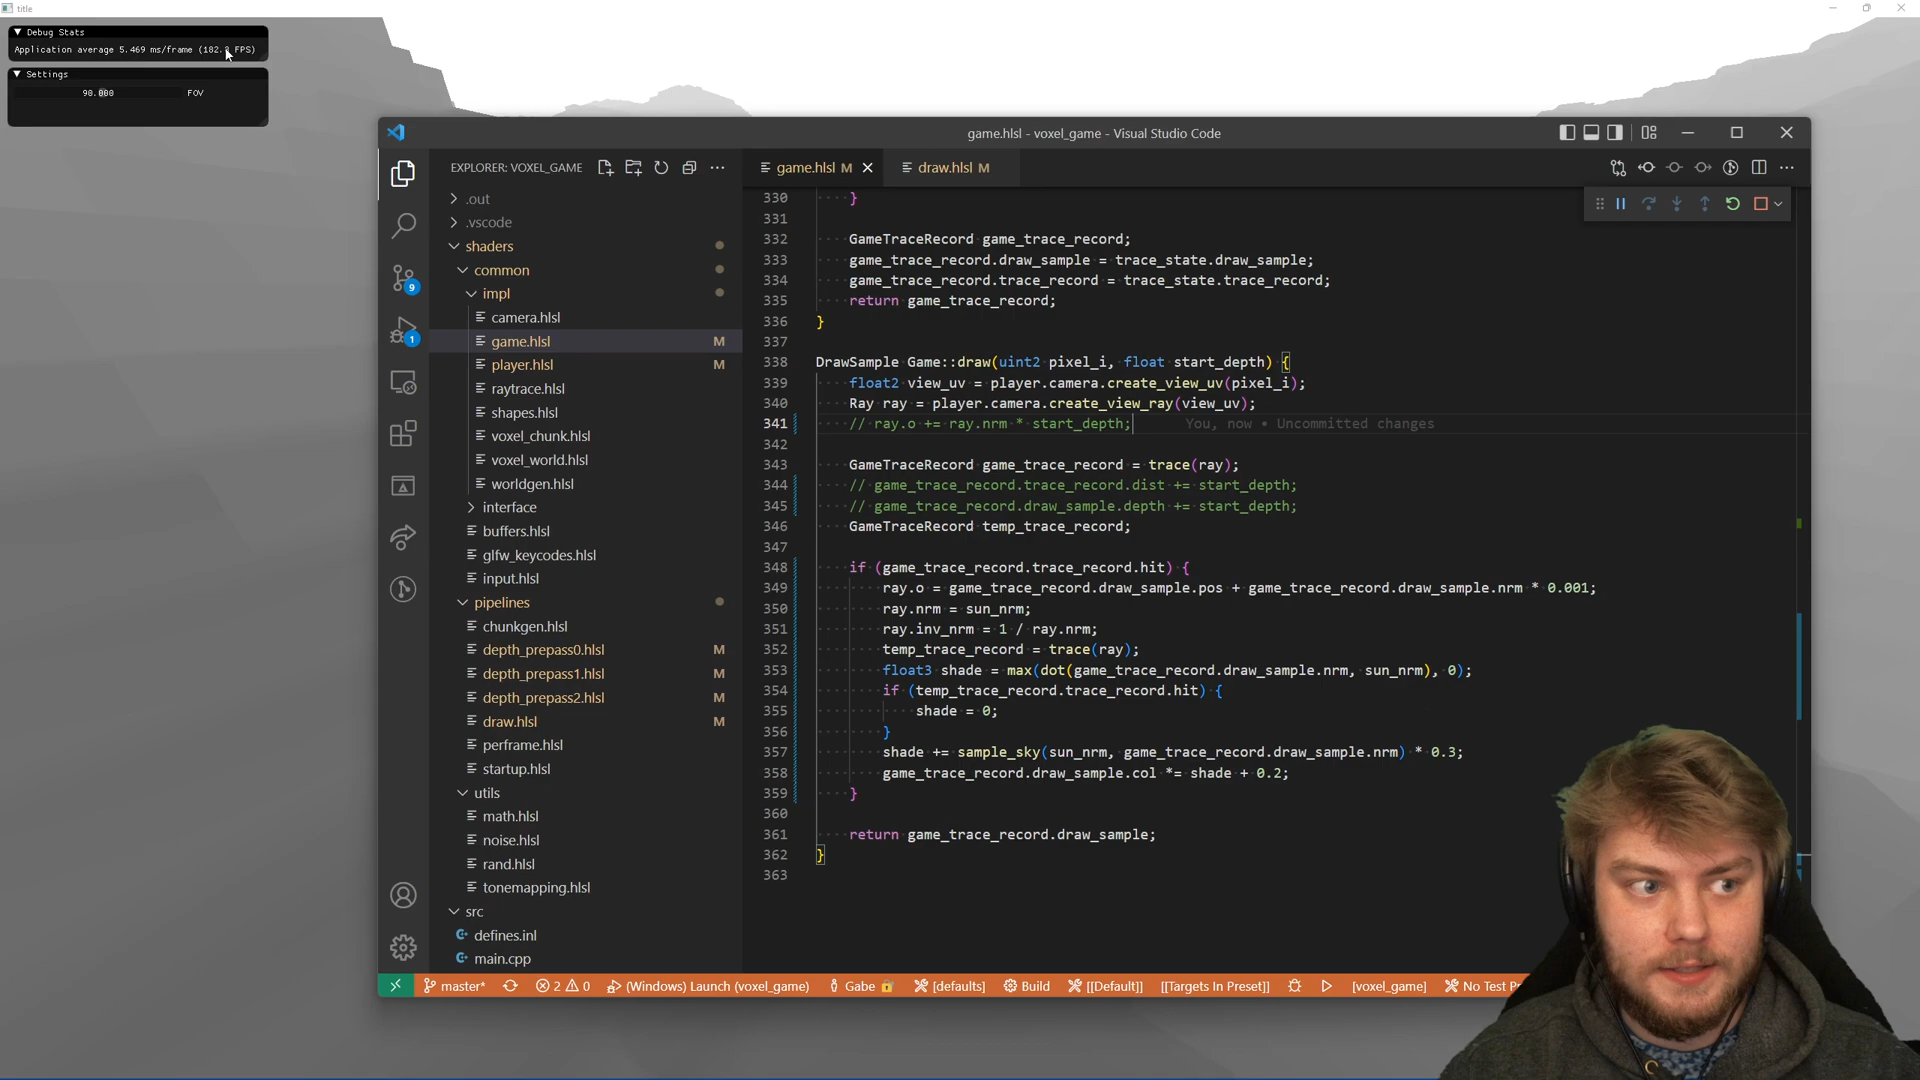 title
Debug Stats
Application average 5.469 ms/frame (182. FPS)
Settings
90.000 FOV
game.hlsl - voxel_game - Visual Studio Code
EXPLORER: VOXEL_GAME
.out
.vscode
shaders
common
impl
camera.hlsl
game.hlsl M
player.hlsl M
raytrace.hlsl
shapes.hlsl
voxel_chunk.hlsl
voxel_world.hlsl
worldgen.hlsl
interface
buffers.hlsl
glfw_keycodes.hlsl
input.hlsl
pipelines
chunkgen.hlsl
depth_prepass0.hlsl M
depth_prepass1.hlsl M
depth_prepass2.hlsl M
draw.hlsl M
perframe.hlsl
startup.hlsl
utils
math.hlsl
noise.hlsl
rand.hlsl
tonemapping.hlsl
src
defines.inl
main.cpp
9
1
game.hlsl M
draw.hlsl M
330 }
331
332 GameTraceRecord game_trace_record;
333 game_trace_record.draw_sample = trace_state.draw_sample;
334 game_trace_record.trace_record = trace_state.trace_record;
335 return game_trace_record;
336 }
337
338 DrawSample Game::draw(uint2 pixel_i, float start_depth) {
339 float2 view_uv = player.camera.create_view_uv(pixel_i);
340 Ray ray = player.camera.create_view_ray(view_uv);
341 // ray.o += ray.nrm * start_depth; You, now • Uncommitted changes
342
343 GameTraceRecord game_trace_record = trace(ray);
344 // game_trace_record.trace_record.dist += start_depth;
345 // game_trace_record.draw_sample.depth += start_depth;
346 GameTraceRecord temp_trace_record;
347
348 if (game_trace_record.trace_record.hit) {
349 ray.o = game_trace_record.draw_sample.pos + game_trace_record.draw_sample.nrm * 0.001;
350 ray.nrm = sun_nrm;
351 ray.inv_nrm = 1 / ray.nrm;
352 temp_trace_record = trace(ray);
353 float3 shade = max(dot(game_trace_record.draw_sample.nrm, sun_nrm), 0);
354 if (temp_trace_record.trace_record.hit) {
355 shade = 0;
356 }
357 shade += sample_sky(sun_nrm, game_trace_record.draw_sample.nrm) * 0.3;
358 game_trace_record.draw_sample.col *= shade + 0.2;
359 }
360
361 return game_trace_record.draw_sample;
362 }
363
master* 2 0 (Windows) Launch (voxel_game) Gabe [defaults] Build [[Default]] [[Targets In Preset]] [voxel_game] No Test